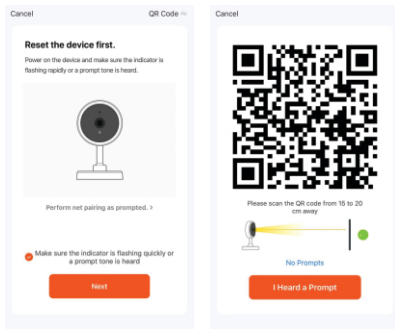 Cancel
QR Code
Reset the device first.
Power on the device and make sure the indicator is
flashing rapidly or a prompt tone is heard.
Perform net pairing as prompted. >
Make sure the indicator is flashing quickly or
a prompt tone is heard
Next
Cancel
Please scan the QR code from 15 to 20
cm away
No Prompts
I Heard a Prompt